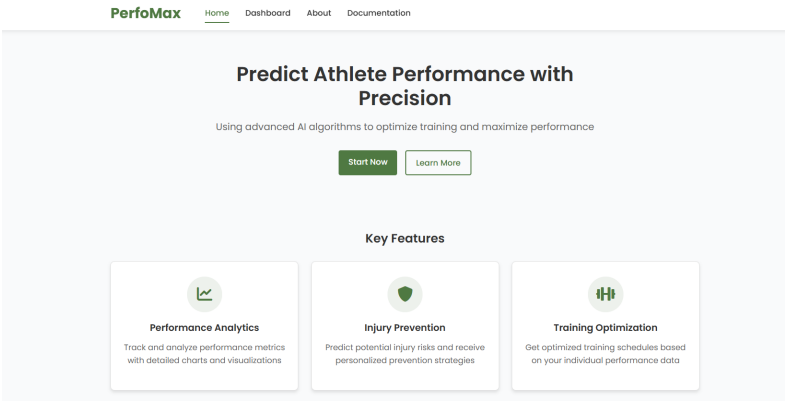 PerfoMax
Home Dashboard About Documentation
Predict Athlete Performance with
Precision
Using advanced AI algorithms to optimize training and maximize performance
Start Now Learn More
Key Features
Performance Analytics
Track and analyze performance metrics
with detailed charts and visualizations
Injury Prevention
Predict potential injury risks and receive
personalized prevention strategies
Training Optimization
Get optimized training schedules based
on your individual performance data